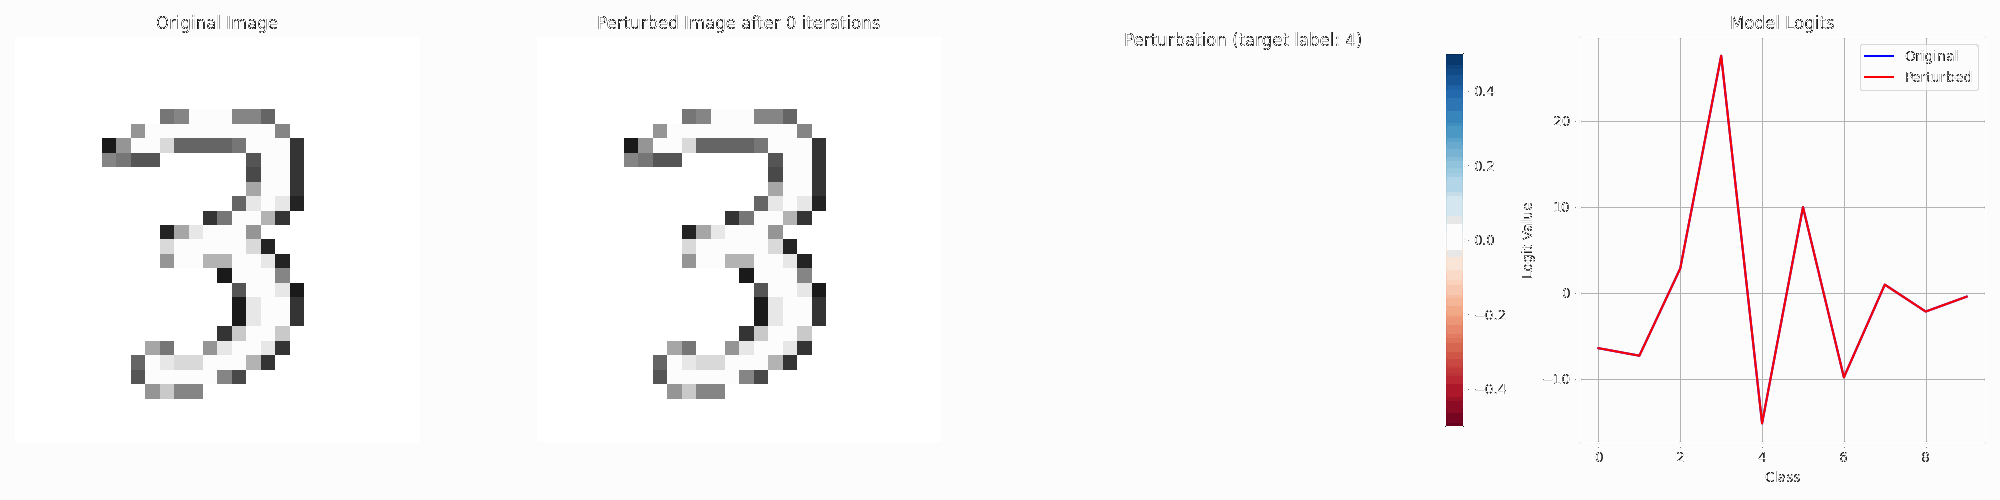 Original Image
Perturbed Image after 0 iterations
Perturbation (target label: 4)
0.4
0.2
0.0
−0.2
−0.4
Model Logits
Original
Perturbed
Logit Value
20
10
0
−10
0 2 4 6 8
Class